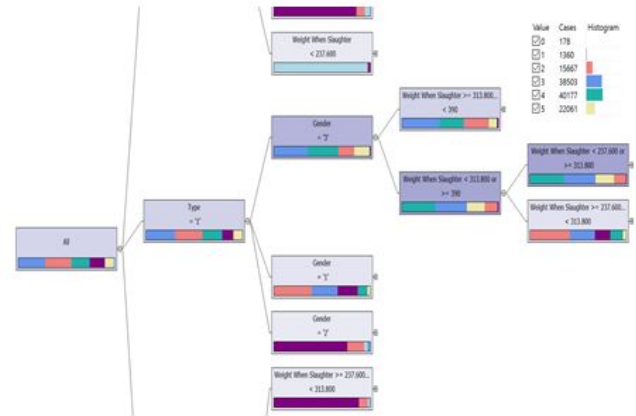 Value Cases Histogram
0 178
1 1360
2 15667
3 38503
4 40177
5 22061
Weight When Slaughter
< 237.600
Weight When Slaughter >= 313.800...
< 390
Gender
= '3'
Weight When Slaughter < 313.800 or
>= 390
Weight When Slaughter < 237.600 or
>= 313.800
Weight When Slaughter >= 237.600...
< 313.800
Type
= '1'
All
Gender
= '1'
Gender
= '2'
Weight When Slaughter >= 237.600...
< 313.800